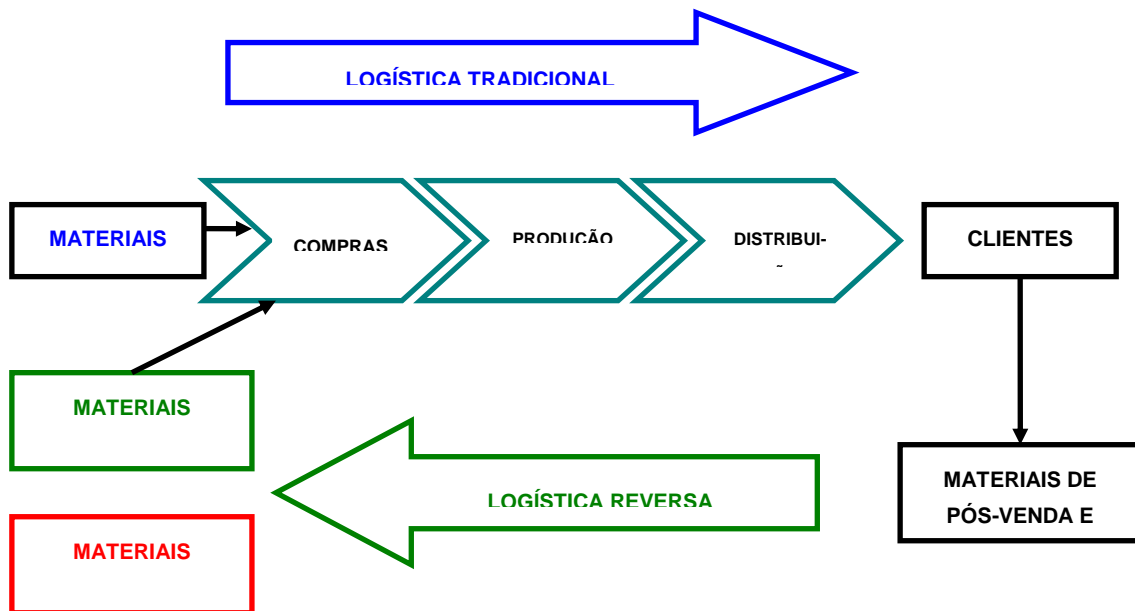 LOGÍSTICA TRADICIONAL
MATERIAIS
COMPRAS
PRODUÇÃO
DISTRIBUI-
CLIENTES
MATERIAIS
LOGÍSTICA REVERSA
MATERIAIS DE
PÓS-VENDA E
MATERIAIS